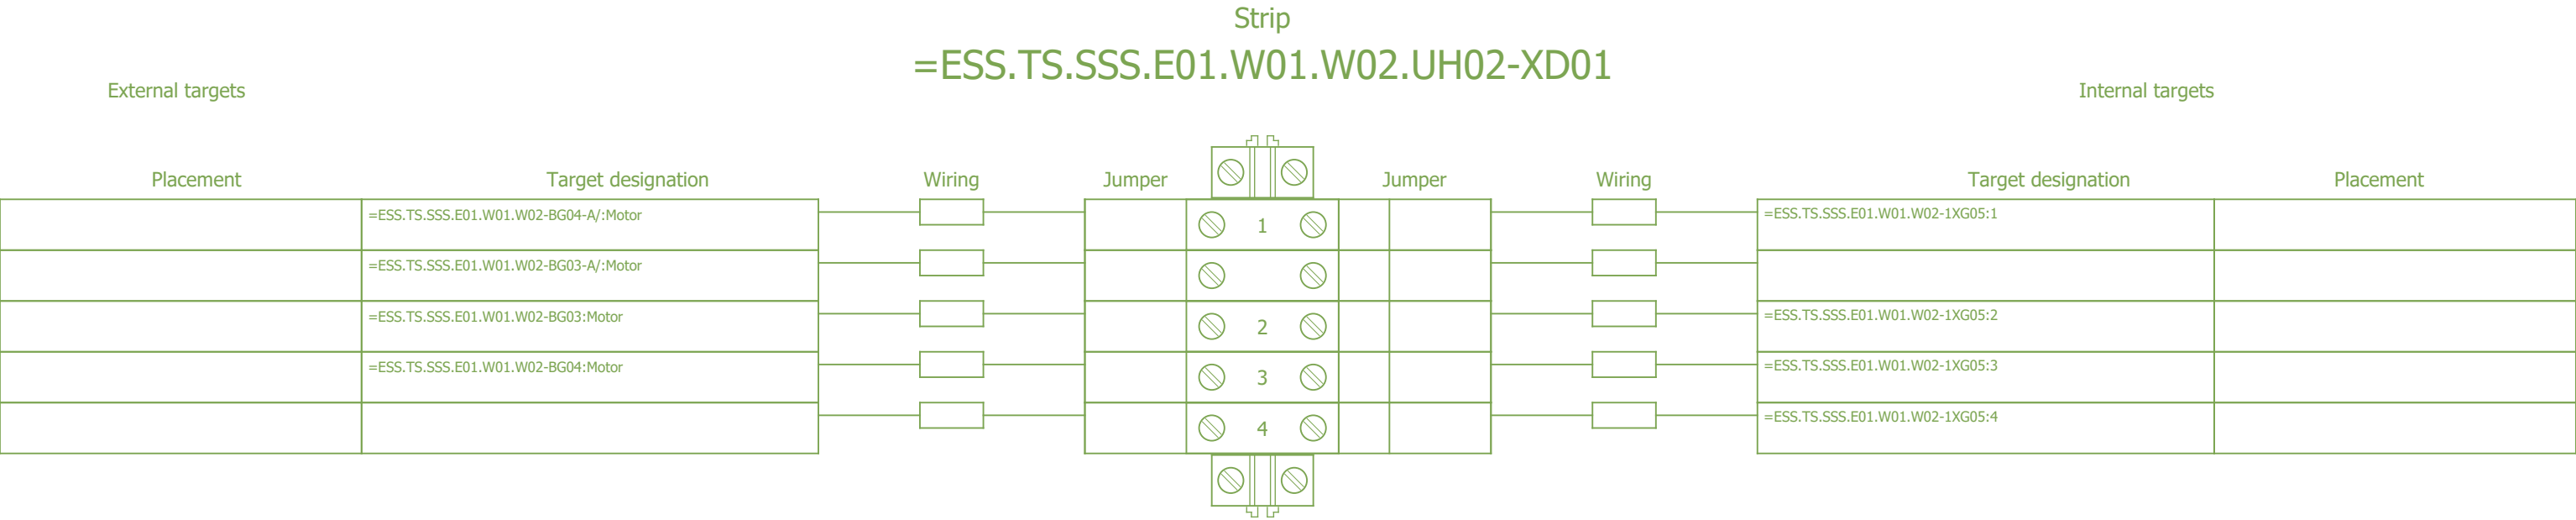 Strip
=ESS.TS.SSS.E01.W01.W02.UH02-XD01
External targets
Internal targets
Placement Target designation Wiring Jumper Jumper Wiring Target designation Placement
=ESS.TS.SSS.E01.W01.W02-BG04-A/:Motor 1 =ESS.TS.SSS.E01.W01.W02-1XG05:1
=ESS.TS.SSS.E01.W01.W02-BG03-A/:Motor
=ESS.TS.SSS.E01.W01.W02-BG03:Motor 2 =ESS.TS.SSS.E01.W01.W02-1XG05:2
=ESS.TS.SSS.E01.W01.W02-BG04:Motor 3 =ESS.TS.SSS.E01.W01.W02-1XG05:3
4 =ESS.TS.SSS.E01.W01.W02-1XG05:4